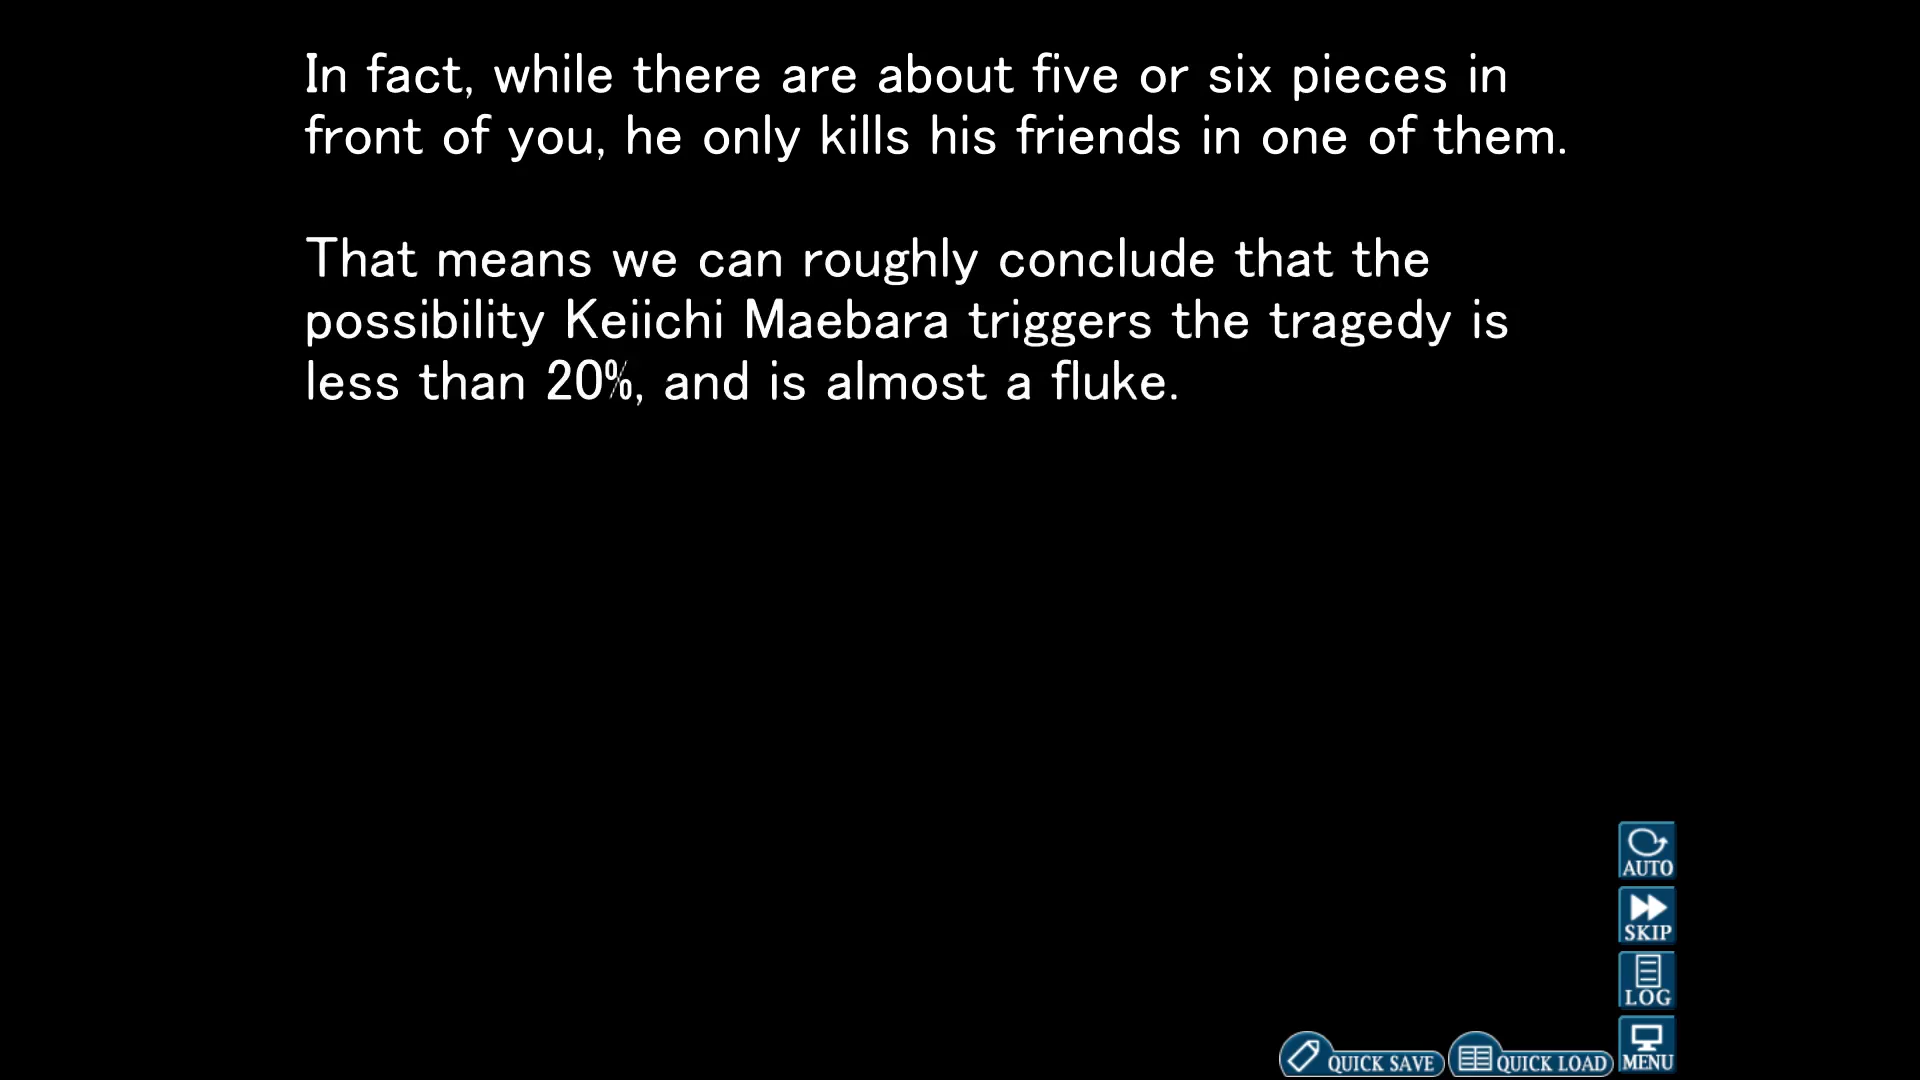 In fact, while there are about five or six pieces in
front of you, he only kills his friends in one of them.
That means we can roughly conclude that the
possibility Keiichi Maebara triggers the tragedy is
less than 20%, and is almost a fluke.
AUTO
SKIP
LOG
MENU
QUICK SAVE
QUICK LOAD